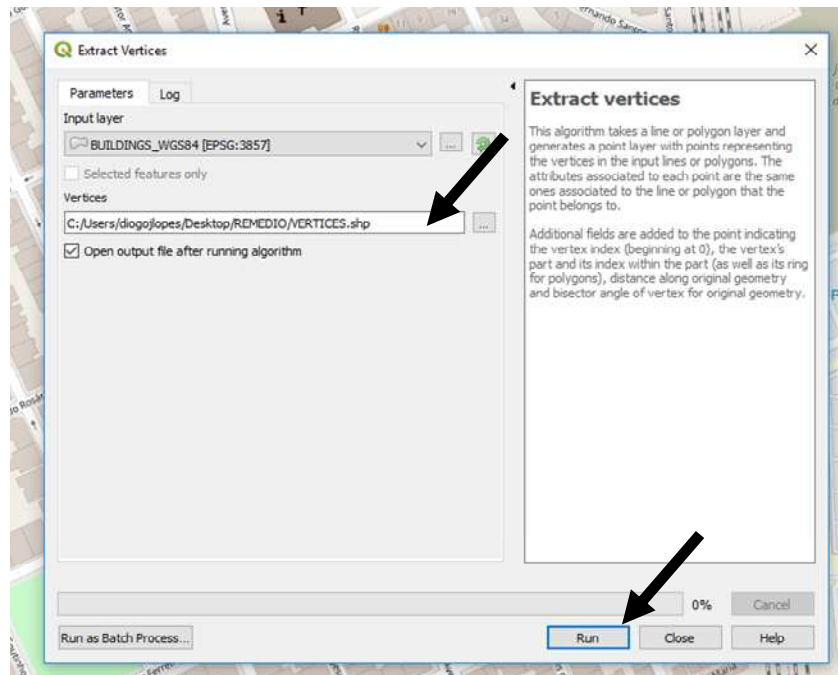 Extract Vertices
Parameters
Log
Input layer
BUILDINGS_WGS84 [EPSG:3857]
...
Selected features only
Vertices
C:/Users/diogojlopes/Desktop/REMEDIO/VERTICES.shp
...
Open output file after running algorithm
Extract vertices
This algorithm takes a line or polygon layer and
generates a point layer with points representing
the vertices in the input lines or polygons. The
attributes associated to each point are the same
ones associated to the line or polygon that the
point belongs to.
Additional fields are added to the point indicating
the vertex index (beginning at 0), the vertex's
part and its index within the part (as well as its ring
for polygons), distance along original geometry
and bisector angle of vertex for original geometry.
0%
Cancel
Run as Batch Process...
Run
Close
Help